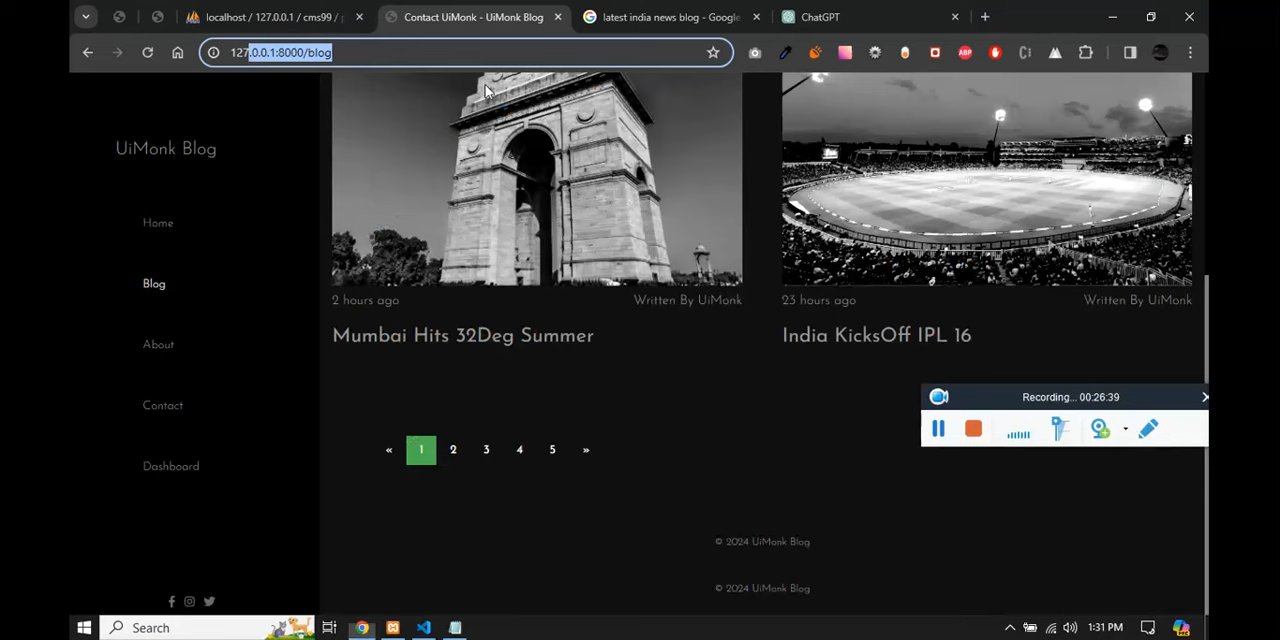 localhost / 127.0.0.1 / cms99 / p
Contact UiMonk - UiMonk Blog
latest india news blog - Google
ChatGPT
127.0.0.1:8000/blog
ABP
UiMonk Blog
Home
Blog
About
Contact
Dashboard
2 hours ago
Written By UiMonk
23 hours ago
Written By UiMonk
Mumbai Hits 32Deg Summer
India KicksOff IPL 16
Recording... 00:26:39
« 1 2 3 4 5 »
© 2024 UiMonk Blog
© 2024 UiMonk Blog
Search
1:31 PM